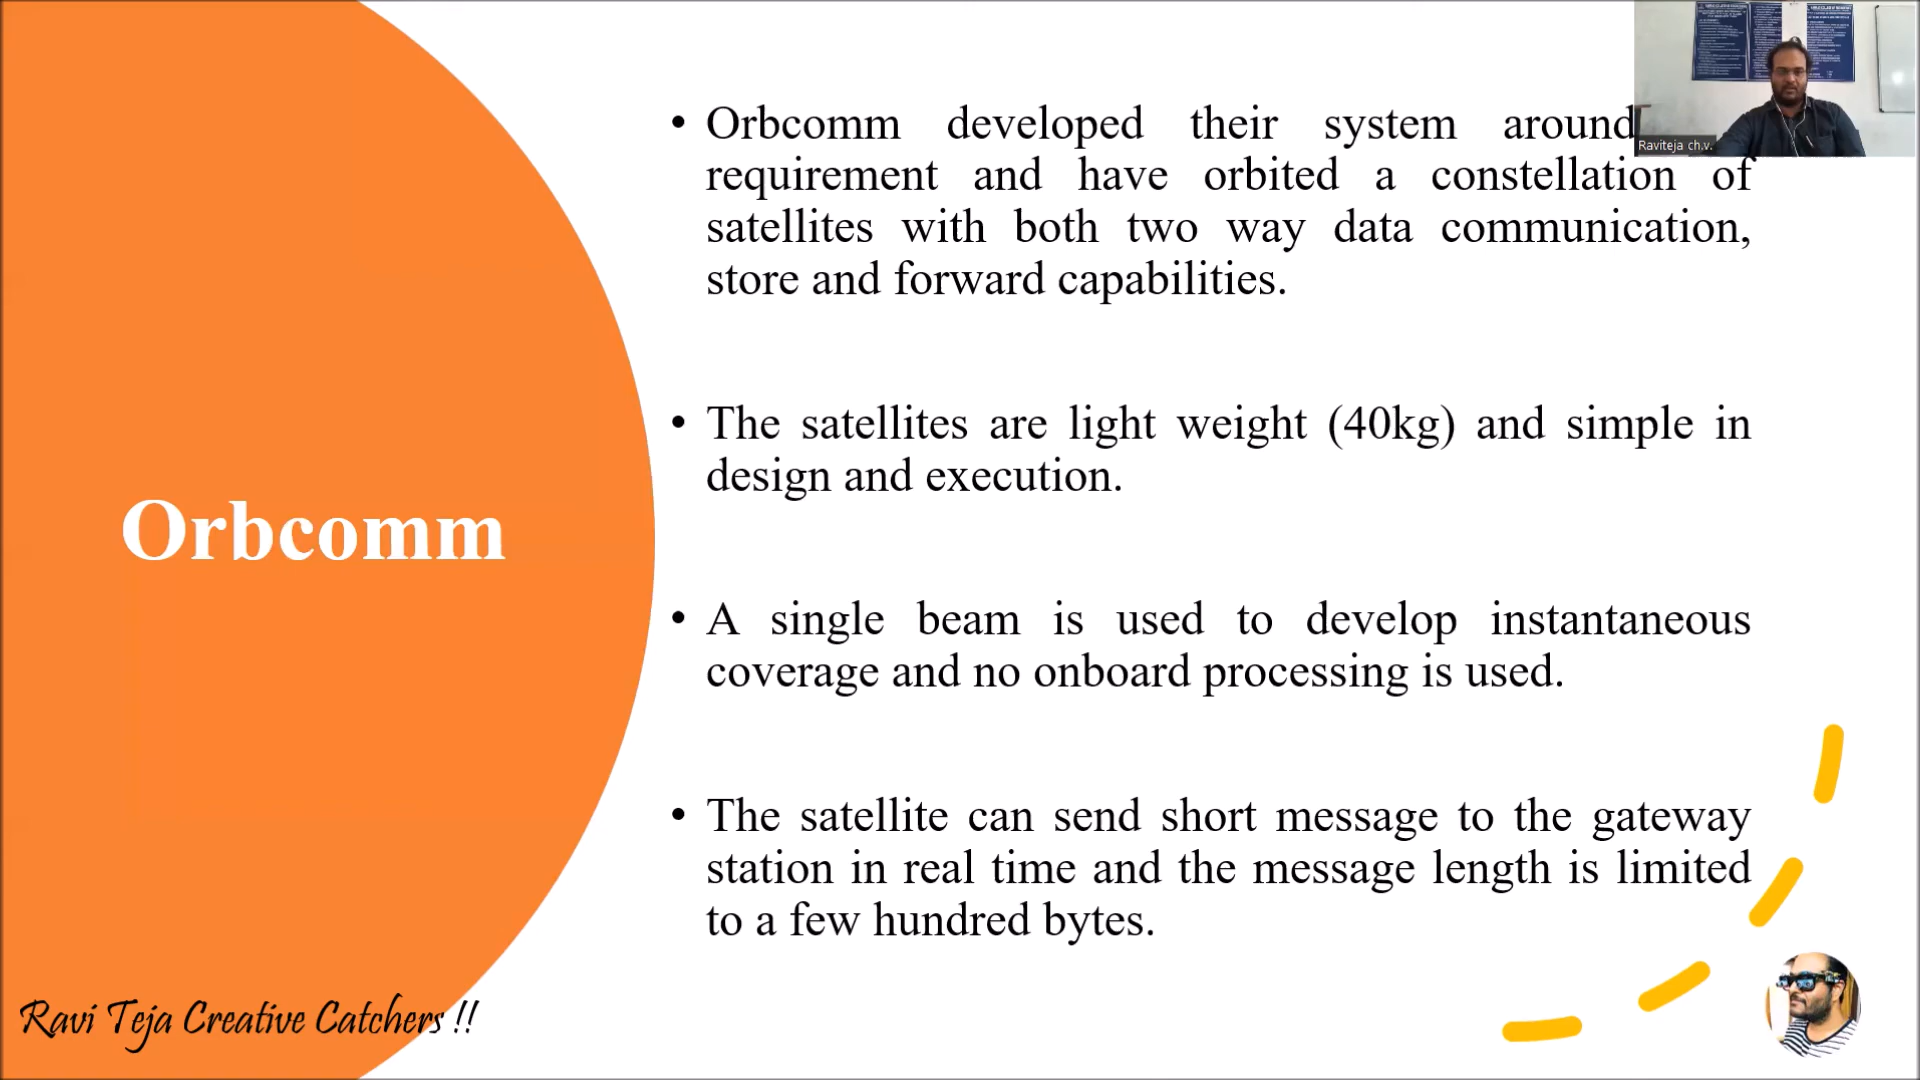 Orbcomm developed their system around
requirement and have orbited a constellation of
satellites with both two way data communication,
store and forward capabilities.
The satellites are light weight (40kg) and simple in
design and execution.
A single beam is used to develop instantaneous
coverage and no onboard processing is used.
The satellite can send short message to the gateway
station in real time and the message length is limited
to a few hundred bytes.
Orbcomm
Ravi Teja Creative Catchers !!
Raviteja ch.v.